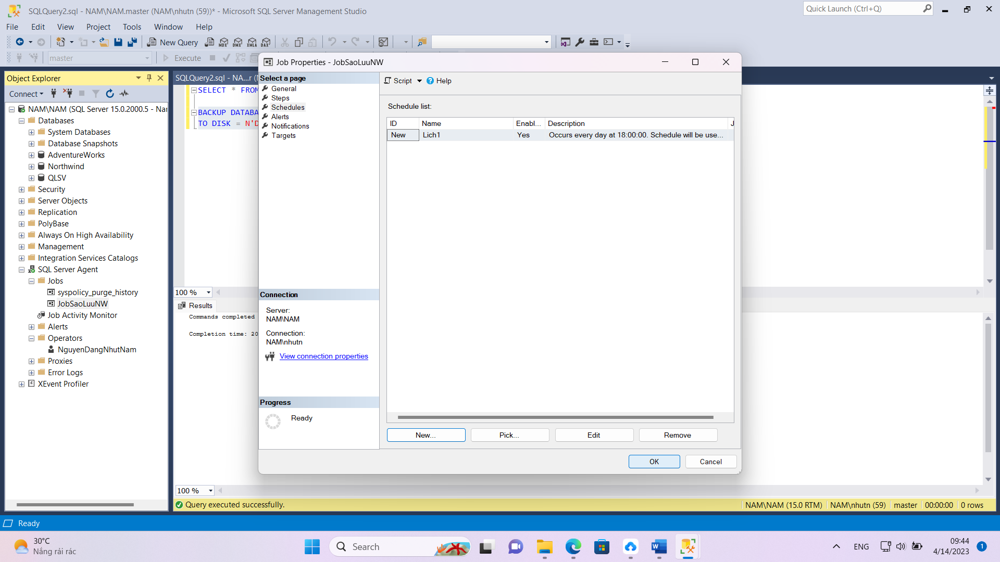 SQLQuery2.sql - NAM\NAM.master (NAM\nhutn (59))* - Microsoft SQL Server Management Studio
Quick Launch (Ctrl+Q)
File Edit View Project Tools Window Help
New Query MDX DMX XMLA DAX
master Execute
Object Explorer
Connect
NAM\NAM (SQL Server 15.0.2000.5 - Nar
Databases
System Databases
Database Snapshots
AdventureWorks
Northwind
QLSV
Security
Server Objects
Replication
PolyBase
Always On High Availability
Management
Integration Services Catalogs
SQL Server Agent
Jobs
syspolicy_purge_history
JobSaoLuuNW
Job Activity Monitor
Alerts
Operators
NguyenDangNhutNam
Proxies
Error Logs
XEvent Profiler
SQLQuery2.sql - NA...r (
SELECT * FROM
BACKUP DATABA
TO DISK = N'D
100 %
Results
Commands completed
Completion time: 20
100 %
Job Properties - JobSaoLuuNW
Select a page
General
Steps
Schedules
Alerts
Notifications
Targets
Connection
Server:
NAM\NAM
Connection:
NAM\nhutn
View connection properties
Progress
Ready
Script Help
Schedule list:
ID Name Enabl... Description J
New Lich1 Yes Occurs every day at 18:00:00. Schedule will be use...
New... Pick... Edit Remove
OK Cancel
Query executed successfully. NAM\NAM (15.0 RTM) NAM\nhutn (59) master 00:00:00 0 rows
Ready
30°C
Nắng rải rác
Search
W
ENG
09:44
4/14/2023
1